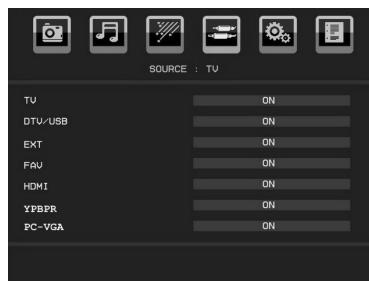 SOURCE : TV
TV ON
DTV/USB ON
EXT ON
FAV ON
HDMI ON
YPBPR ON
PC-VGA ON